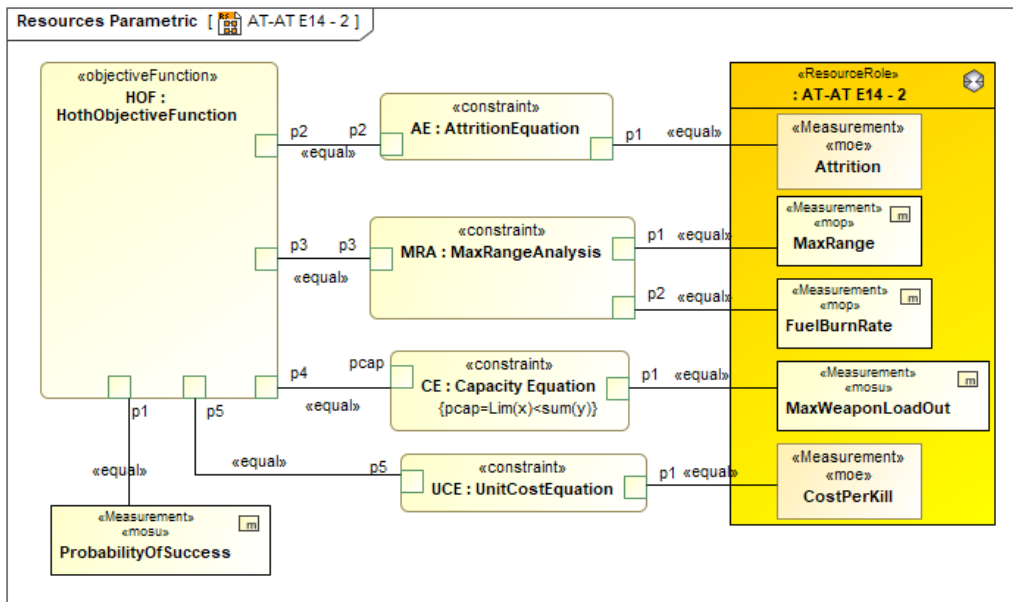 Resources Parametric [ AT-AT E14 - 2 ]
«objectiveFunction»
HOF :
HothObjectiveFunction
p2
p2
«equal»
«constraint»
AE : AttritionEquation
p1
«equal»
«ResourceRole»
: AT-AT E14 - 2
«Measurement»
«moe»
Attrition
p3
p3
«equal»
«constraint»
MRA : MaxRangeAnalysis
p1
«equal»
«Measurement»
m
«mop»
MaxRange
p2
«equal»
«Measurement»
m
«mop»
FuelBurnRate
p4
pcap
«equal»
«constraint»
CE : Capacity Equation
{pcap=Lim(x)<sum(y)}
p1
«equal»
«Measurement»
m
«mosu»
MaxWeaponLoadOut
p1
p5
«equal»
«equal»
p5
«constraint»
UCE : UnitCostEquation
p1
«equal»
«Measurement»
«moe»
CostPerKill
«Measurement»
m
«mosu»
ProbabilityOfSuccess